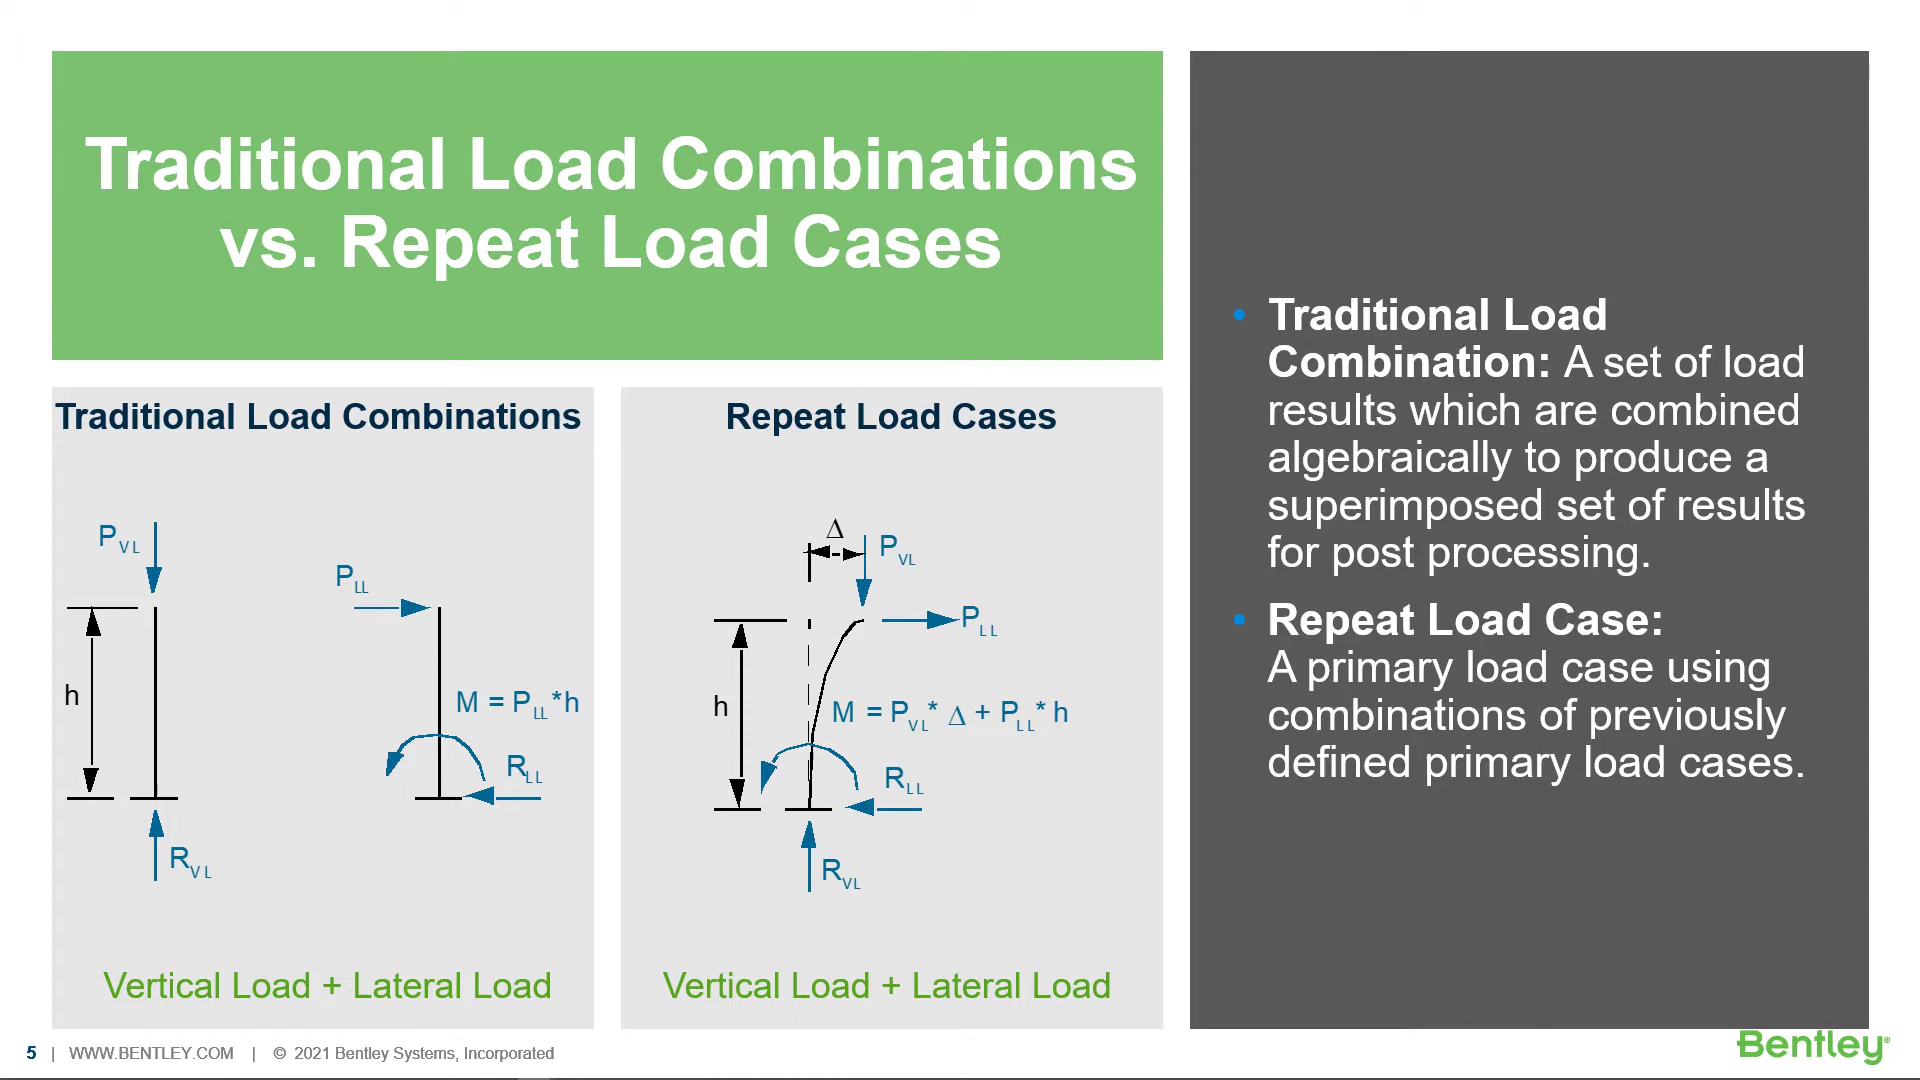 Traditional Load Combinations
vs. Repeat Load Cases
Traditional Load Combinations
P VL
h
R VL
P LL
M = P LL *h
R LL
Vertical Load + Lateral Load
Repeat Load Cases
Δ
P VL
P LL
h
M = P VL * Δ + P LL * h
R LL
R VL
Vertical Load + Lateral Load
• Traditional Load
Combination: A set of load
results which are combined
algebraically to produce a
superimposed set of results
for post processing.
• Repeat Load Case:
A primary load case using
combinations of previously
defined primary load cases.
5 | WWW.BENTLEY.COM | © 2021 Bentley Systems, Incorporated
Bentley®